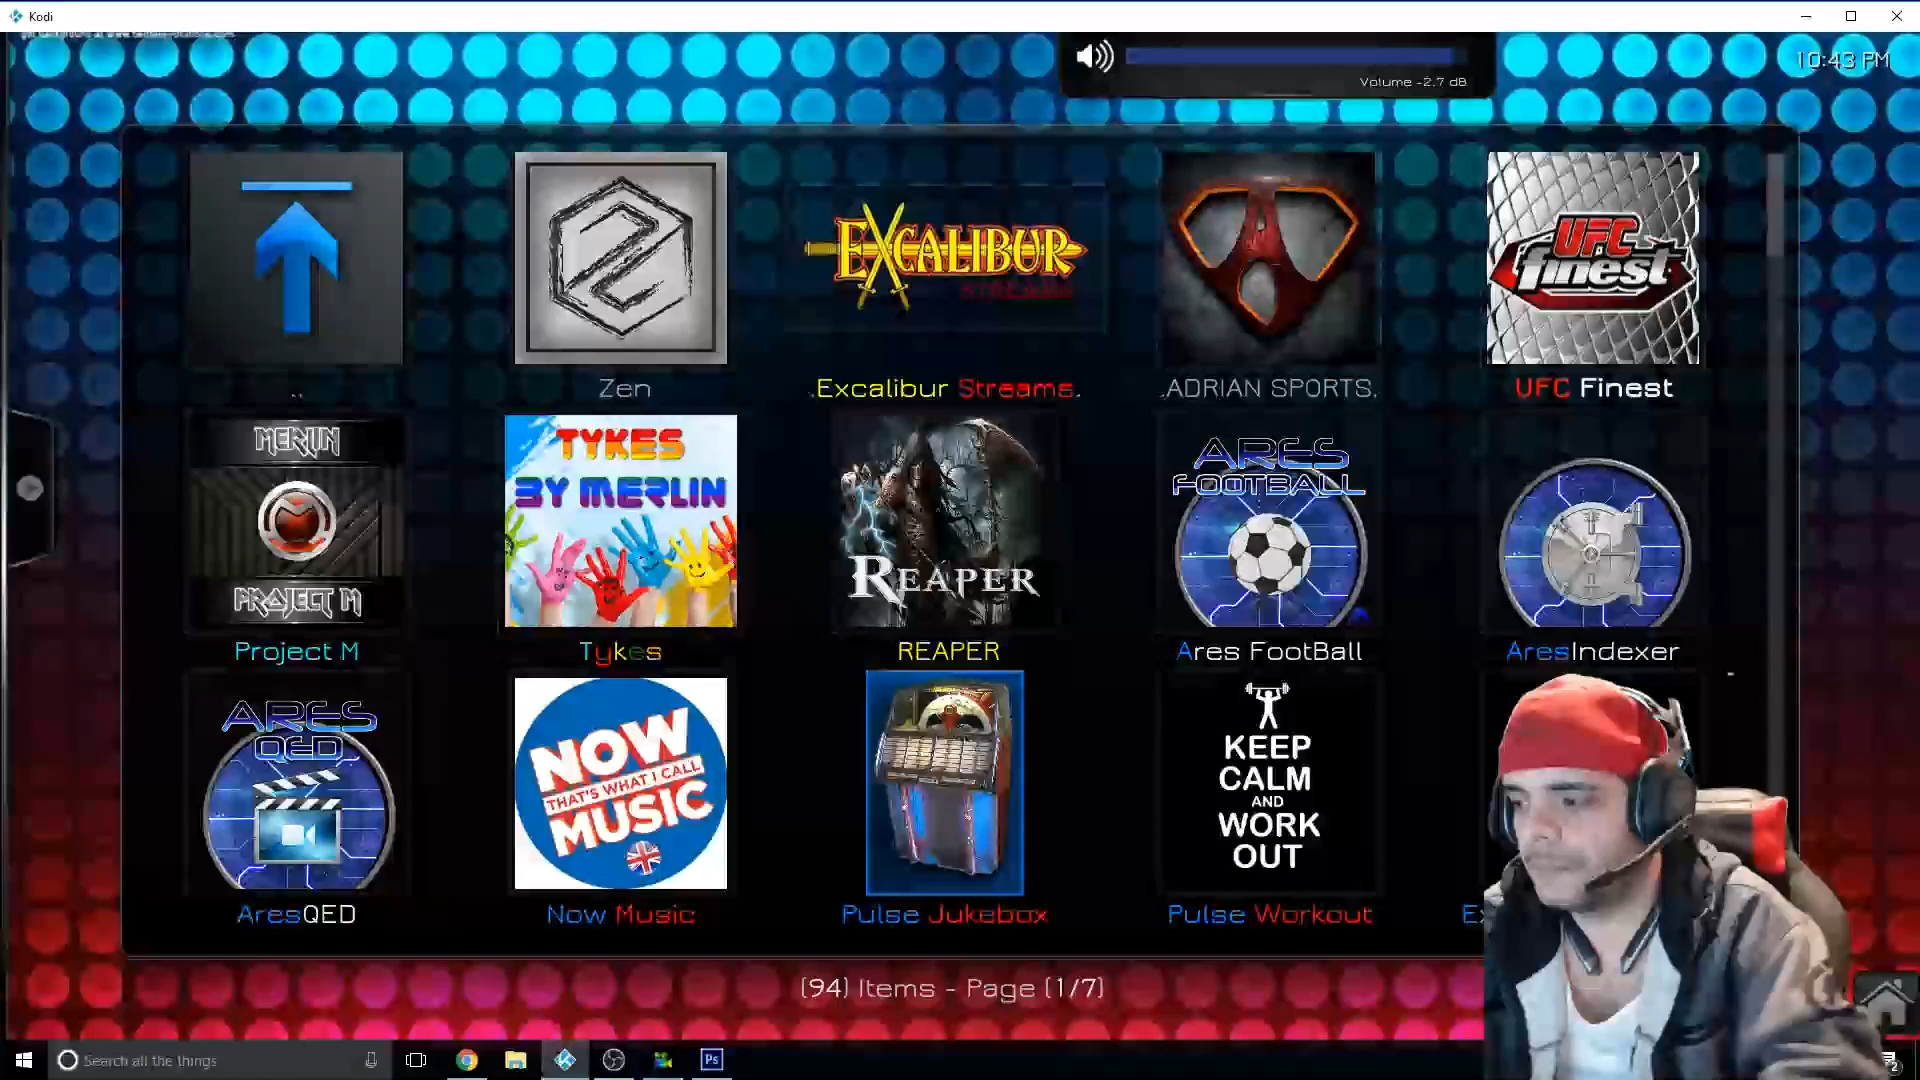 Kodi
10:43 PM
Volume -2.7 dB
EXCALIBUR
STREAMS
UFC
finest
..
Zen
.Excalibur Streams.
.ADRIAN SPORTS.
UFC Finest
MERLIN
PROJECT M
TYKES
BY MERLIN
REAPER
ARES
FOOTBALL
Project M
Tykes
REAPER
Ares FootBall
AresIndexer
ARES
QED
NOW
THAT'S WHAT I CALL
MUSIC
KEEP
CALM
AND
WORK
OUT
AresQED
Now Music
Pulse Jukebox
Pulse Workout
(94) Items - Page (1/7)
Search all the things
Ps
2